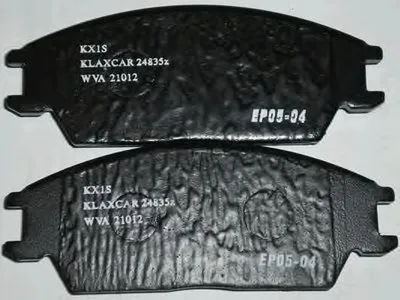 KX1S
KLAXCAR 24835z
WVA 21012
EP05-04
KX1S
KLAXCAR 24835z
WVA 21012
EP05-04